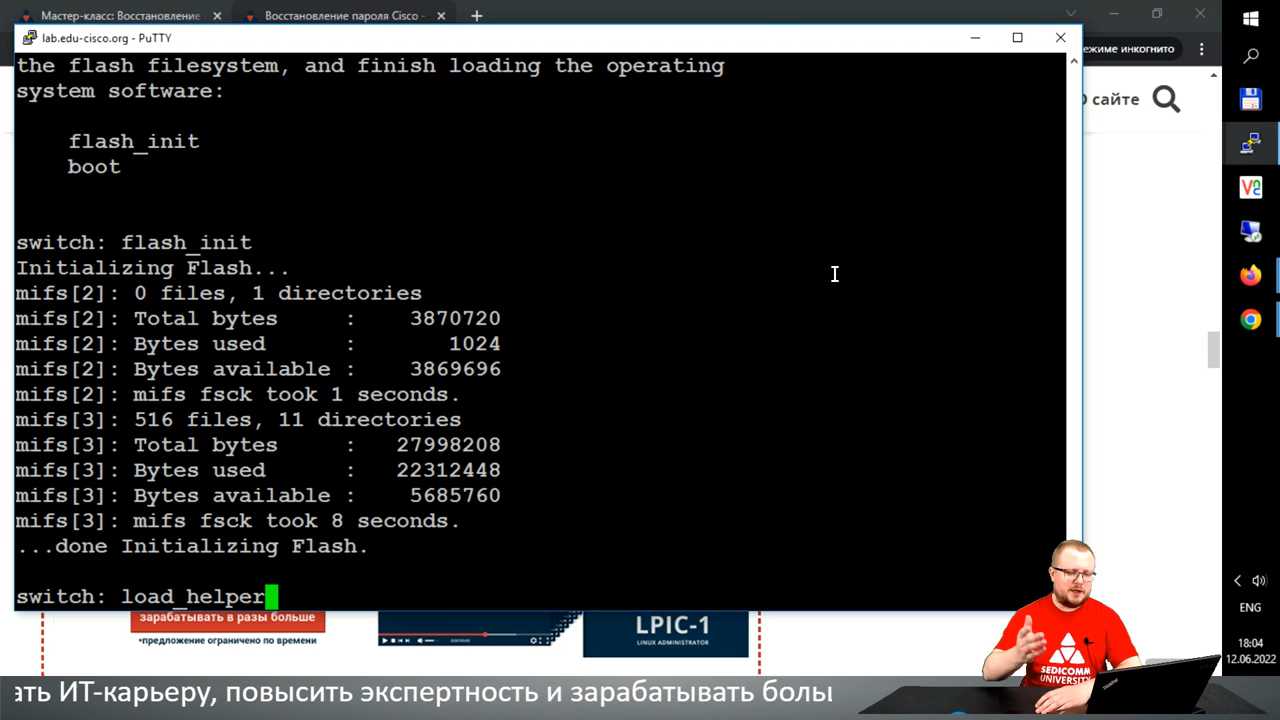 Мастер-класс: Восстановление
Восстановление пароля Cisco -
lab.edu-cisco.org - PuTTY
режиме инкогнито
the flash filesystem, and finish loading the operating
system software:
сайте
flash_init
boot
switch: flash_init
Initializing Flash...
mifs[2]: 0 files, 1 directories
mifs[2]: Total bytes : 3870720
mifs[2]: Bytes used : 1024
mifs[2]: Bytes available : 3869696
mifs[2]: mifs fsck took 1 seconds.
mifs[3]: 516 files, 11 directories
mifs[3]: Total bytes : 27998208
mifs[3]: Bytes used : 22312448
mifs[3]: Bytes available : 5685760
mifs[3]: mifs fsck took 8 seconds.
...done Initializing Flash.
switch: load_helper
зарабатывать в разы больше
*предложение ограничено по времени
LPIC-1
LINUX ADMINISTRATOR
SEDICOMM
UNIVERSITY
ThinkPad
ENG
18:04
12.06.2022
ать ИТ-карьеру, повысить экспертность и зарабатывать боль